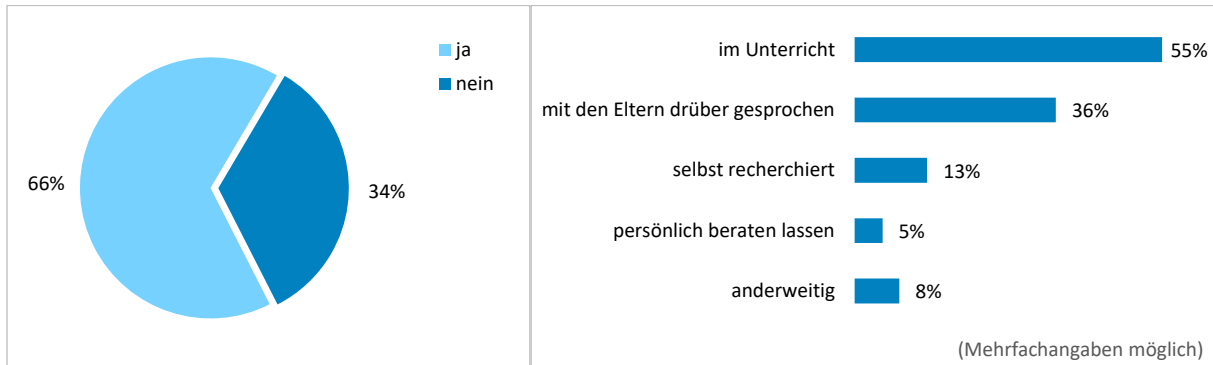 ja
nein
66%
34%
im Unterricht
55%
mit den Eltern drüber gesprochen
36%
selbst recherchiert
13%
persönlich beraten lassen
5%
anderweitig
8%
(Mehrfachangaben möglich)